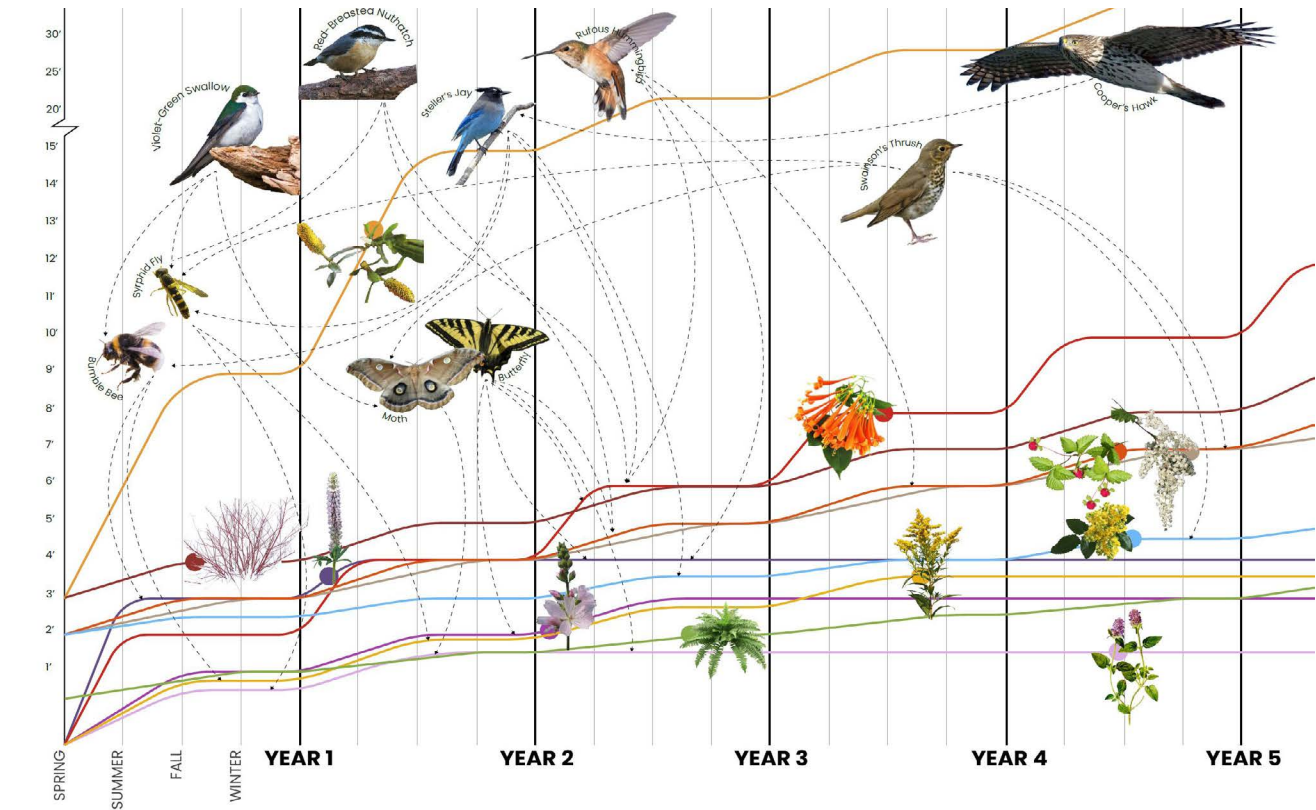 30'
25'
20'
15'
14'
13'
12'
11'
10'
9'
8'
7'
6'
5'
4'
3'
2'
1'
Red-Breasted Nuthatch
Rufous Hummingbird
Violet-Green Swallow
Steller's Jay
Cooper's Hawk
Swainson's Thrush
Syrphid Fly
Bumble Bee
Butterfly
Moth
SPRING
SUMMER
FALL
WINTER
YEAR 1
YEAR 2
YEAR 3
YEAR 4
YEAR 5